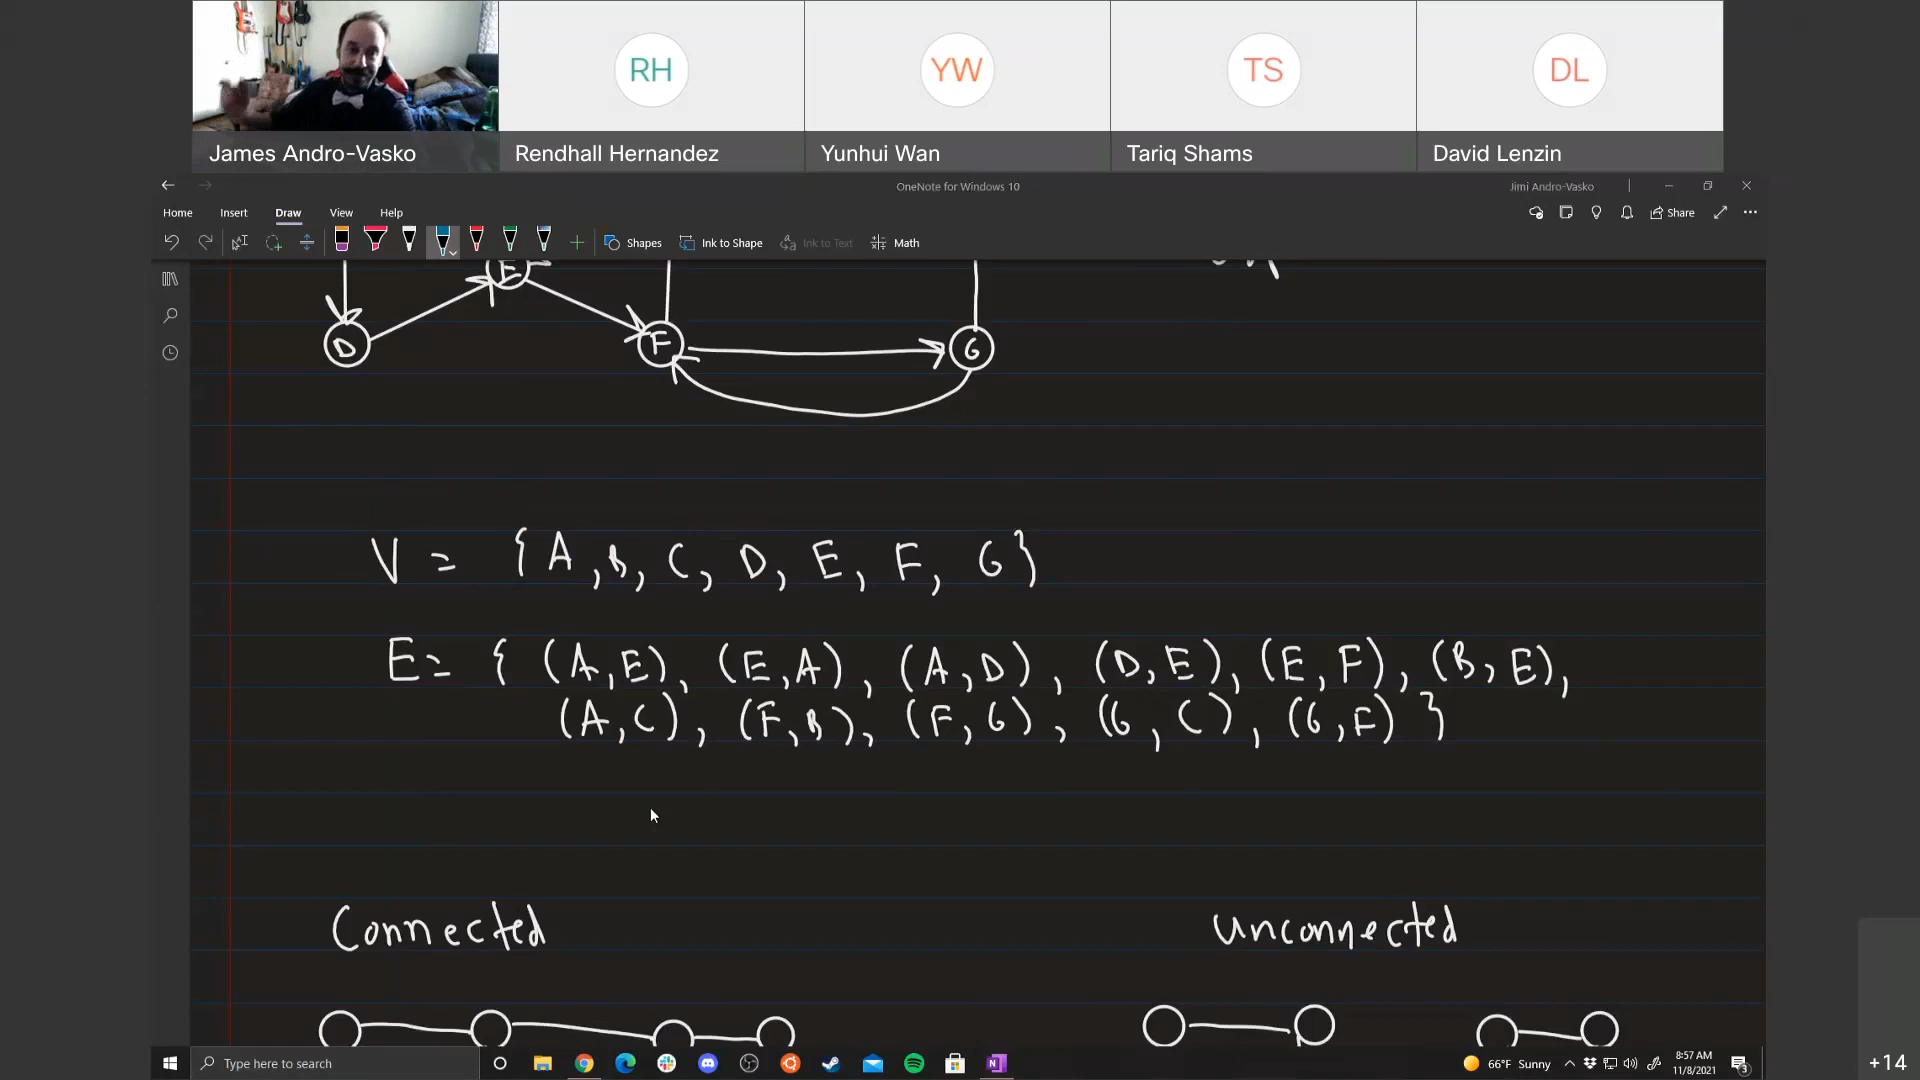 RH
YW
TS
DL
James Andro-Vasko
Rendhall Hernandez
Yunhui Wan
Tariq Shams
David Lenzin
OneNote for Windows 10
Jimi Andro-Vasko
Home Insert Draw View Help
Share
Shapes
Ink to Shape
Ink to Text
Math
E
D
F
G
V = { A, B, C, D, E, F, G }
E = { (A,E), (E,A), (A,D), (D,E), (E,F), (B,E),
(A,C), (F,B), (F,G), (G,C), (G,F) }
Connected
Unconnected
Type here to search
66°F Sunny
8:57 AM
11/8/2021
3
+14